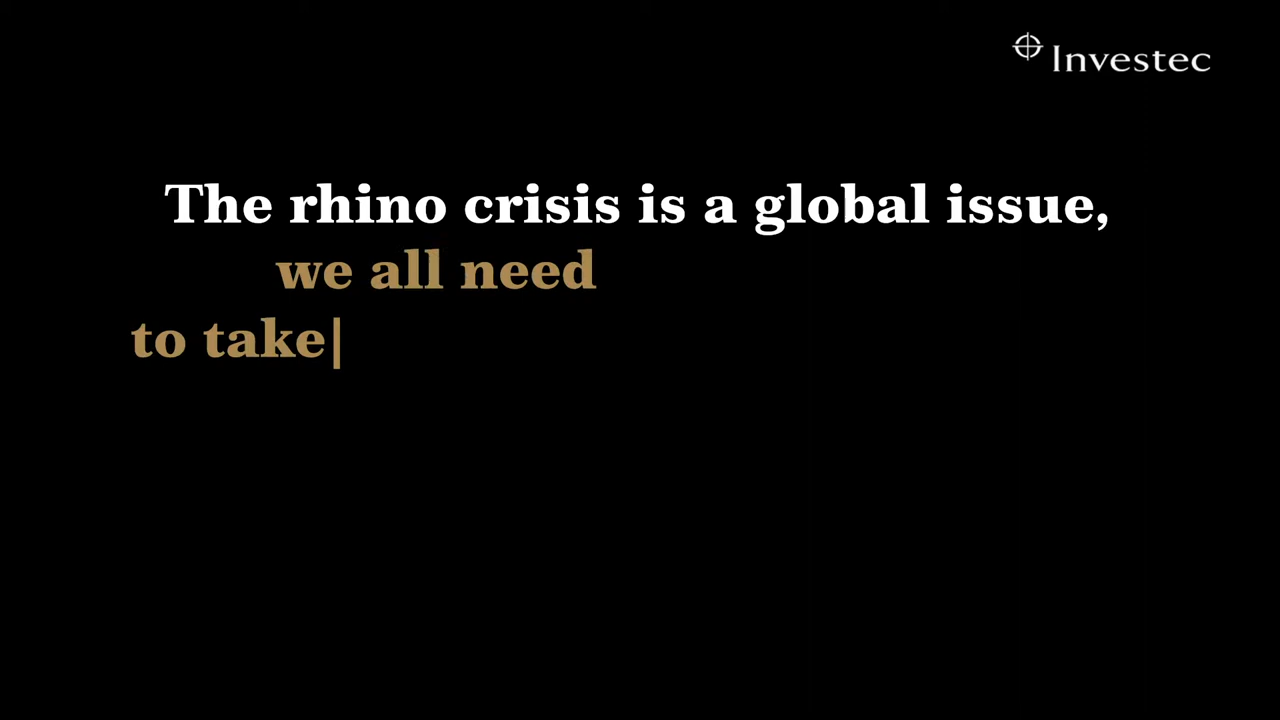 Investec
The rhino crisis is a global issue,
we all need
to take|